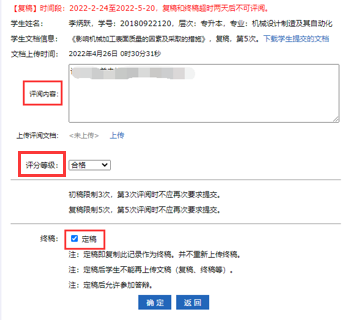 【复稿】时间段：2022-2-24至2022-5-20，复稿和终稿超时两天后不可评阅。
学生姓名： 李炳跃，学号：20180922120，层次：专升本，专业：机械设计制造及其自动化
学生文档信息： 《影响机械加工表面质量的因素及采取的措施》，复稿，第5次。下载学生提交的文档
文档上传时间： 2022年4月26日 0时30分31秒
评阅内容：
上传评阅文档： <未上传> 上传
评分等级： 合格
初稿限制3次，第3次评阅时不应再次要求提交。
复稿限制5次，第5次评阅时不应再次要求提交。
终稿： 定稿
注：定稿即复制此记录作为终稿。并不重新上传终稿。
注：定稿后学生不能再上传文稿（复稿、终稿等）。
注：定稿后允许参加答辩。
确 定 返 回